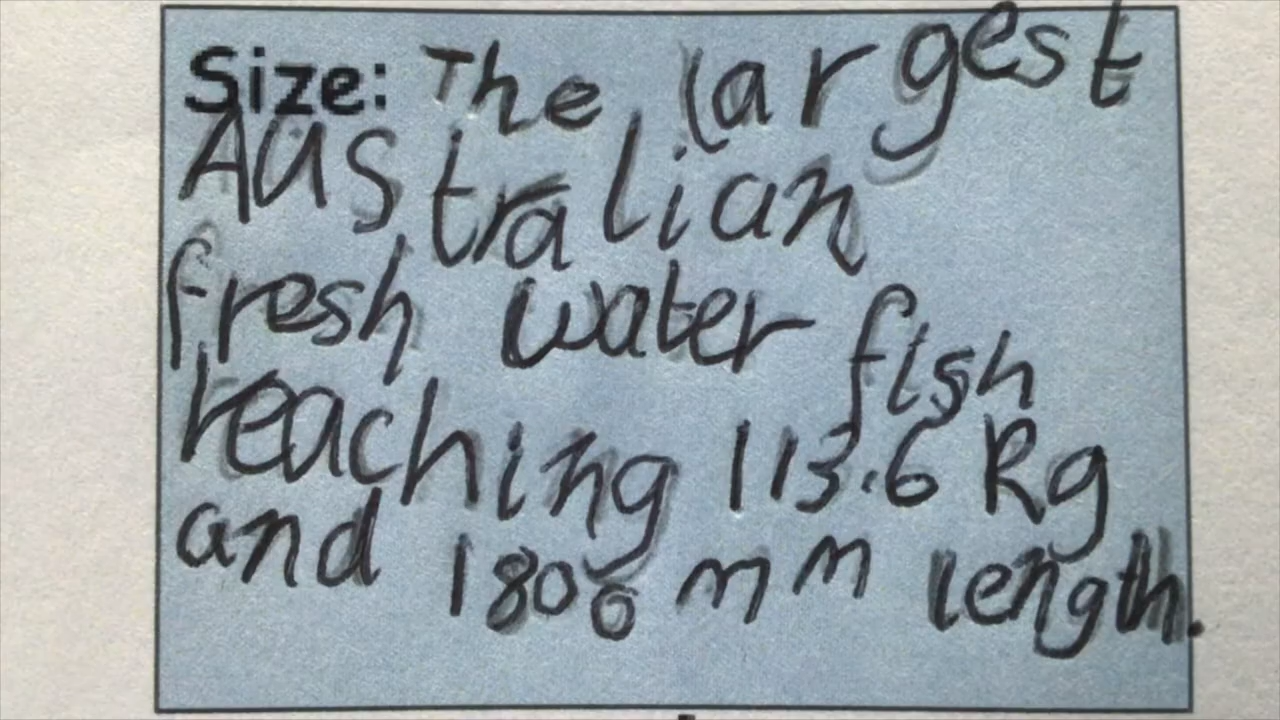 Size: The largest
Australian
fresh water fish
reaching 113.6 Kg
and 1800 mm length.